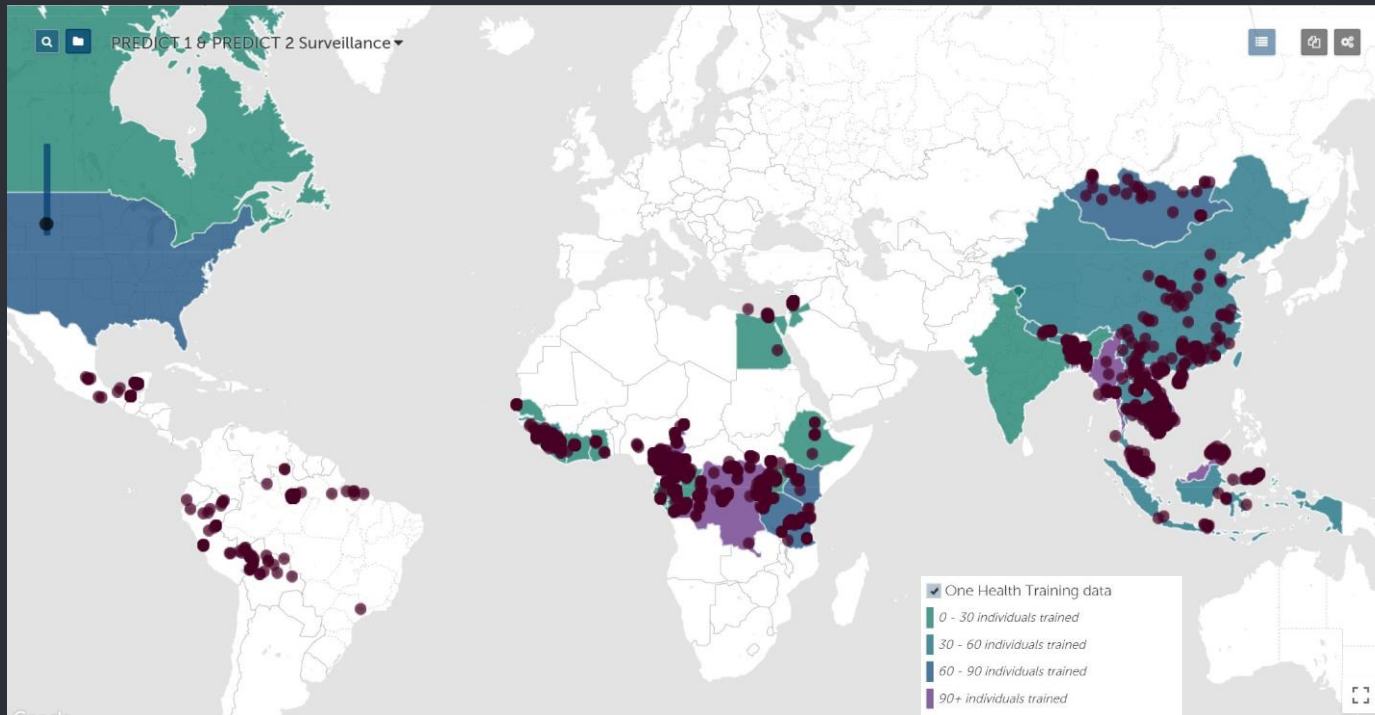 PREDICT 1 & PREDICT 2 Surveillance
One Health Training data
0 - 30 individuals trained
30 - 60 individuals trained
60 - 90 individuals trained
90+ individuals trained